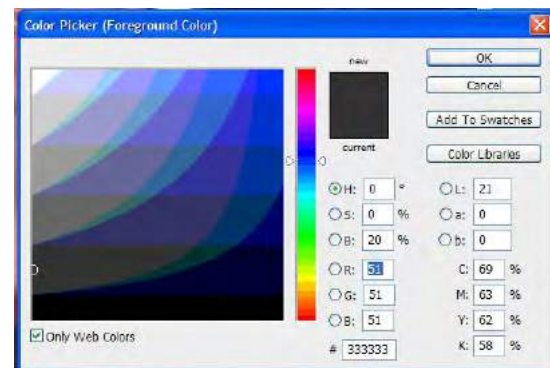 Color Picker (Foreground Color)
new
current
OK
Cancel
Add To Swatches
Color Libraries
H: 0 °
S: 0 %
B: 20 %
R: 51
G: 51
B: 51
# 333333
L: 21
a: 0
b: 0
C: 69 %
M: 63 %
Y: 62 %
K: 58 %
Only Web Colors